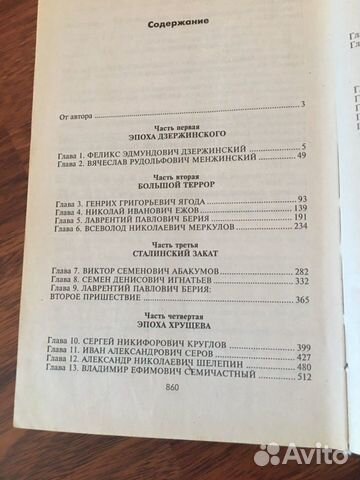 Содержание
От автора 3
Часть первая
ЭПОХА ДЗЕРЖИНСКОГО
Глава 1. ФЕЛИКС ЭДМУНДОВИЧ ДЗЕРЖИНСКИЙ 5
Глава 2. ВЯЧЕСЛАВ РУДОЛЬФОВИЧ МЕНЖИНСКИЙ 49
Часть вторая
БОЛЬШОЙ ТЕРРОР
Глава 3. ГЕНРИХ ГРИГОРЬЕВИЧ ЯГОДА 93
Глава 4. НИКОЛАЙ ИВАНОВИЧ ЕЖОВ 139
Глава 5. ЛАВРЕНТИЙ ПАВЛОВИЧ БЕРИЯ 191
Глава 6. ВСЕВОЛОД НИКОЛАЕВИЧ МЕРКУЛОВ 234
Часть третья
СТАЛИНСКИЙ ЗАКАТ
Глава 7. ВИКТОР СЕМЕНОВИЧ АБАКУМОВ 282
Глава 8. СЕМЕН ДЕНИСОВИЧ ИГНАТЬЕВ 332
Глава 9. ЛАВРЕНТИЙ ПАВЛОВИЧ БЕРИЯ:
ВТОРОЕ ПРИШЕСТВИЕ 365
Часть четвертая
ЭПОХА ХРУЩЕВА
Глава 10. СЕРГЕЙ НИКИФОРОВИЧ КРУГЛОВ 399
Глава 11. ИВАН АЛЕКСАНДРОВИЧ СЕРОВ 427
Глава 12. АЛЕКСАНДР НИКОЛАЕВИЧ ШЕЛЕПИН 480
Глава 13. ВЛАДИМИР ЕФИМОВИЧ СЕМИЧАСТНЫЙ 512
860
Avito